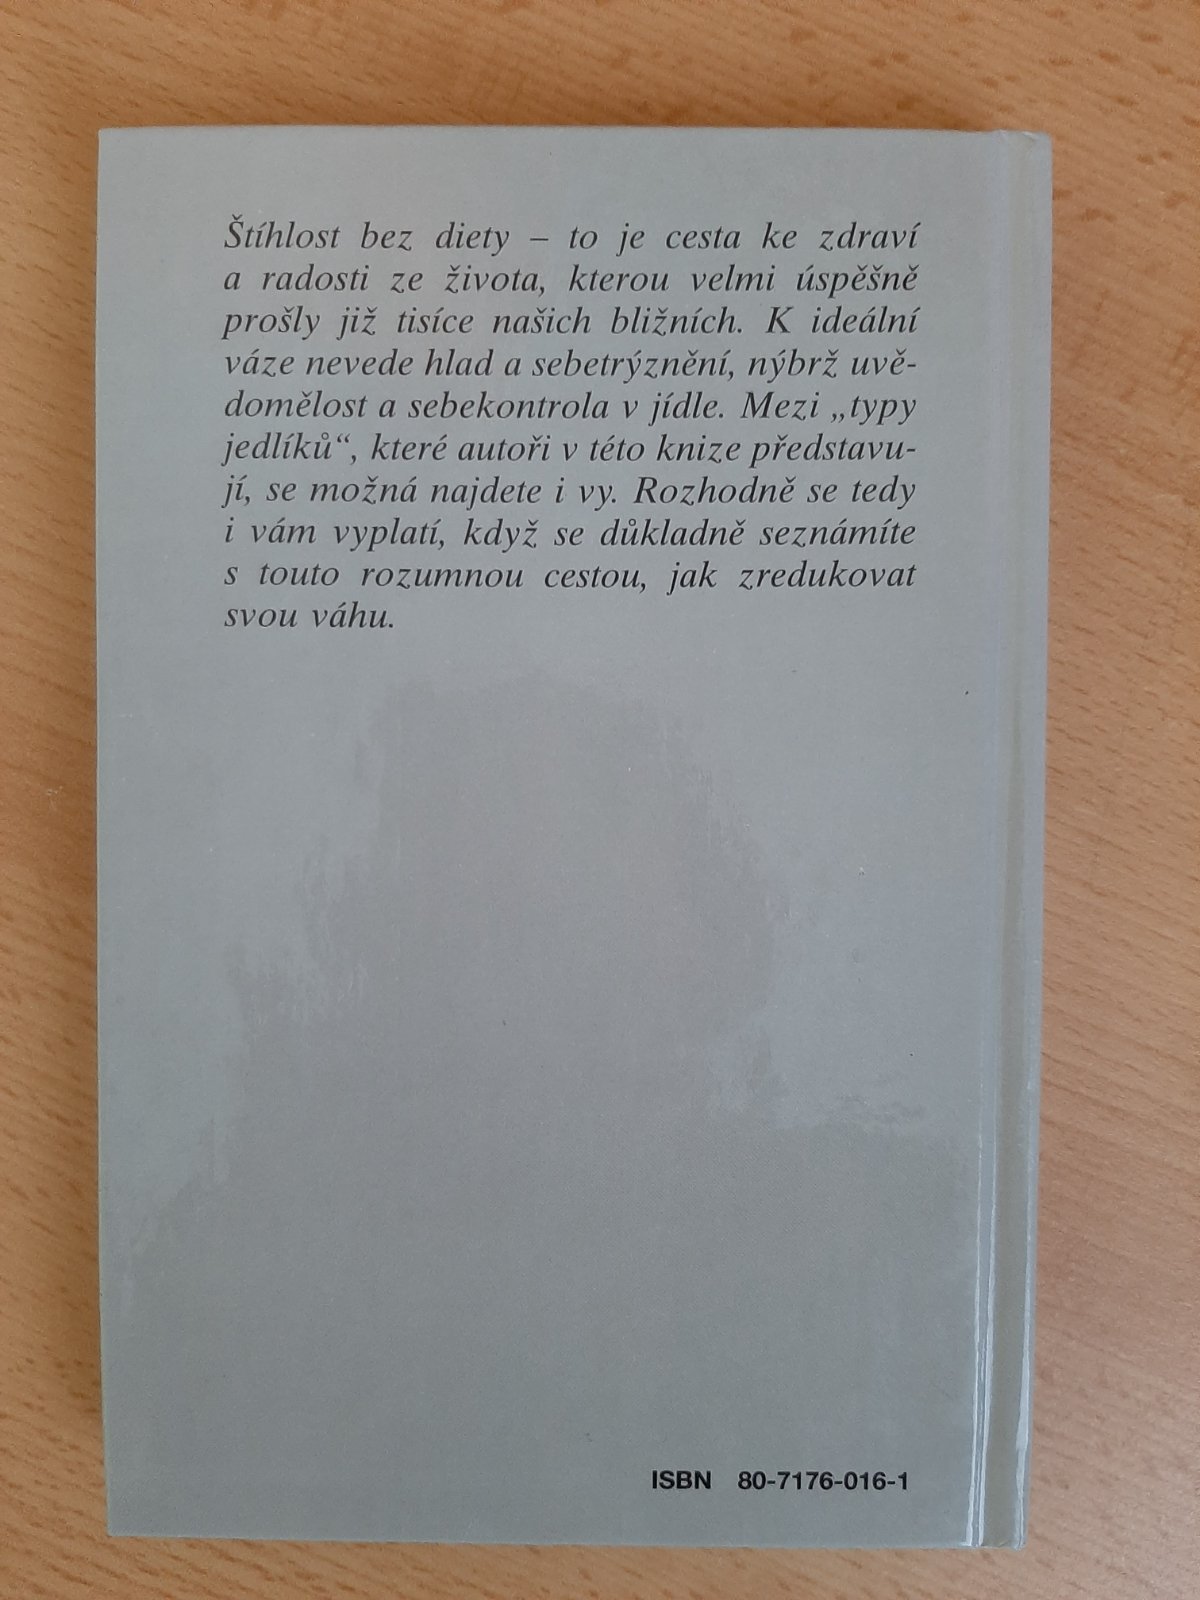 Štíhlost bez diety – to je cesta ke zdraví
a radosti ze života, kterou velmi úspěšně
prošly již tisíce našich bližních. K ideální
váze nevede hlad a sebetrýznění, nýbrž uvě-
domělost a sebekontrola v jídle. Mezi „typy
jedlíků“, které autoři v této knize představu-
jí, se možná najdete i vy. Rozhodně se tedy
i vám vyplatí, když se důkladně seznámíte
s touto rozumnou cestou, jak zredukovat
svou váhu.
ISBN 80-7176-016-1